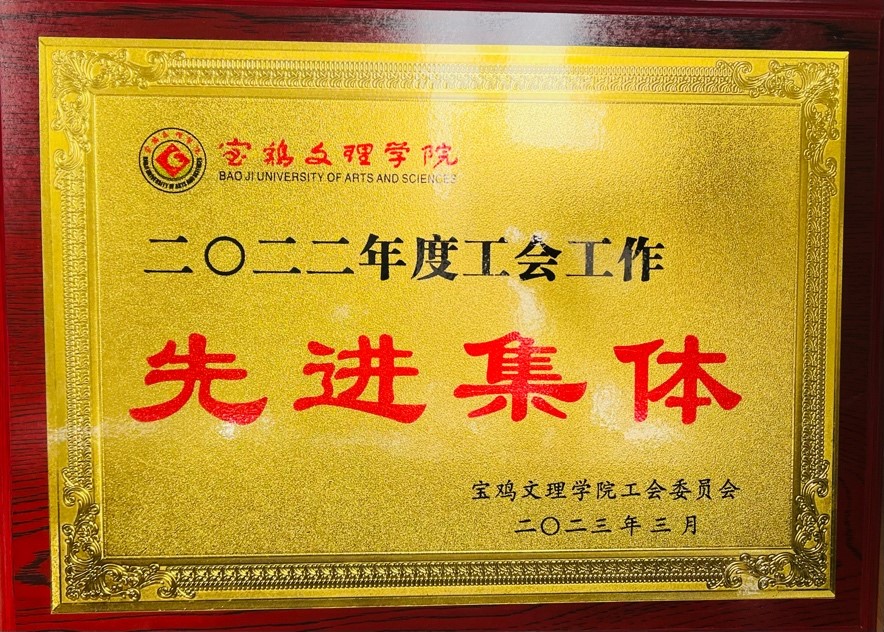 宝鸡文理学院
BAO JI UNIVERSITY OF ARTS AND SCIENCES
二〇二二年度工会工作
先进集体
宝鸡文理学院工会委员会
二〇二三年三月